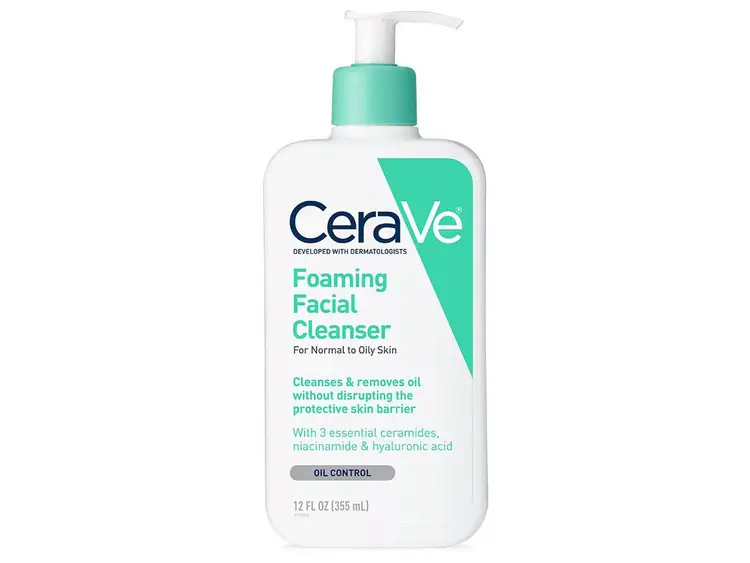 CeraVe®
DEVELOPED WITH DERMATOLOGISTS
Foaming
Facial
Cleanser
For Normal to Oily Skin
Cleanses & removes oil
without disrupting the
protective skin barrier
With 3 essential ceramides,
niacinamide & hyaluronic acid
OIL CONTROL
12 FL OZ (355 mL)